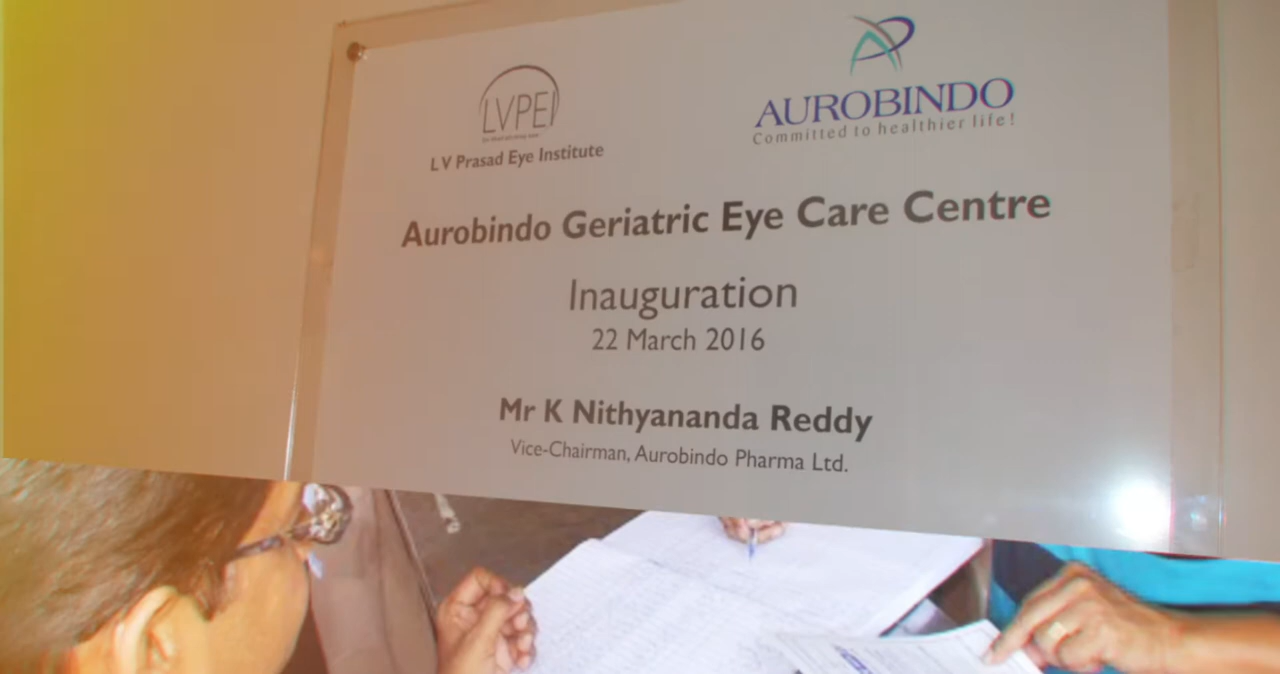 LVPEI
L V Prasad Eye Institute
AUROBINDO
Committed to healthier life!
Aurobindo Geriatric Eye Care Centre
Inauguration
22 March 2016
Mr K Nithyananda Reddy
Vice-Chairman, Aurobindo Pharma Ltd.